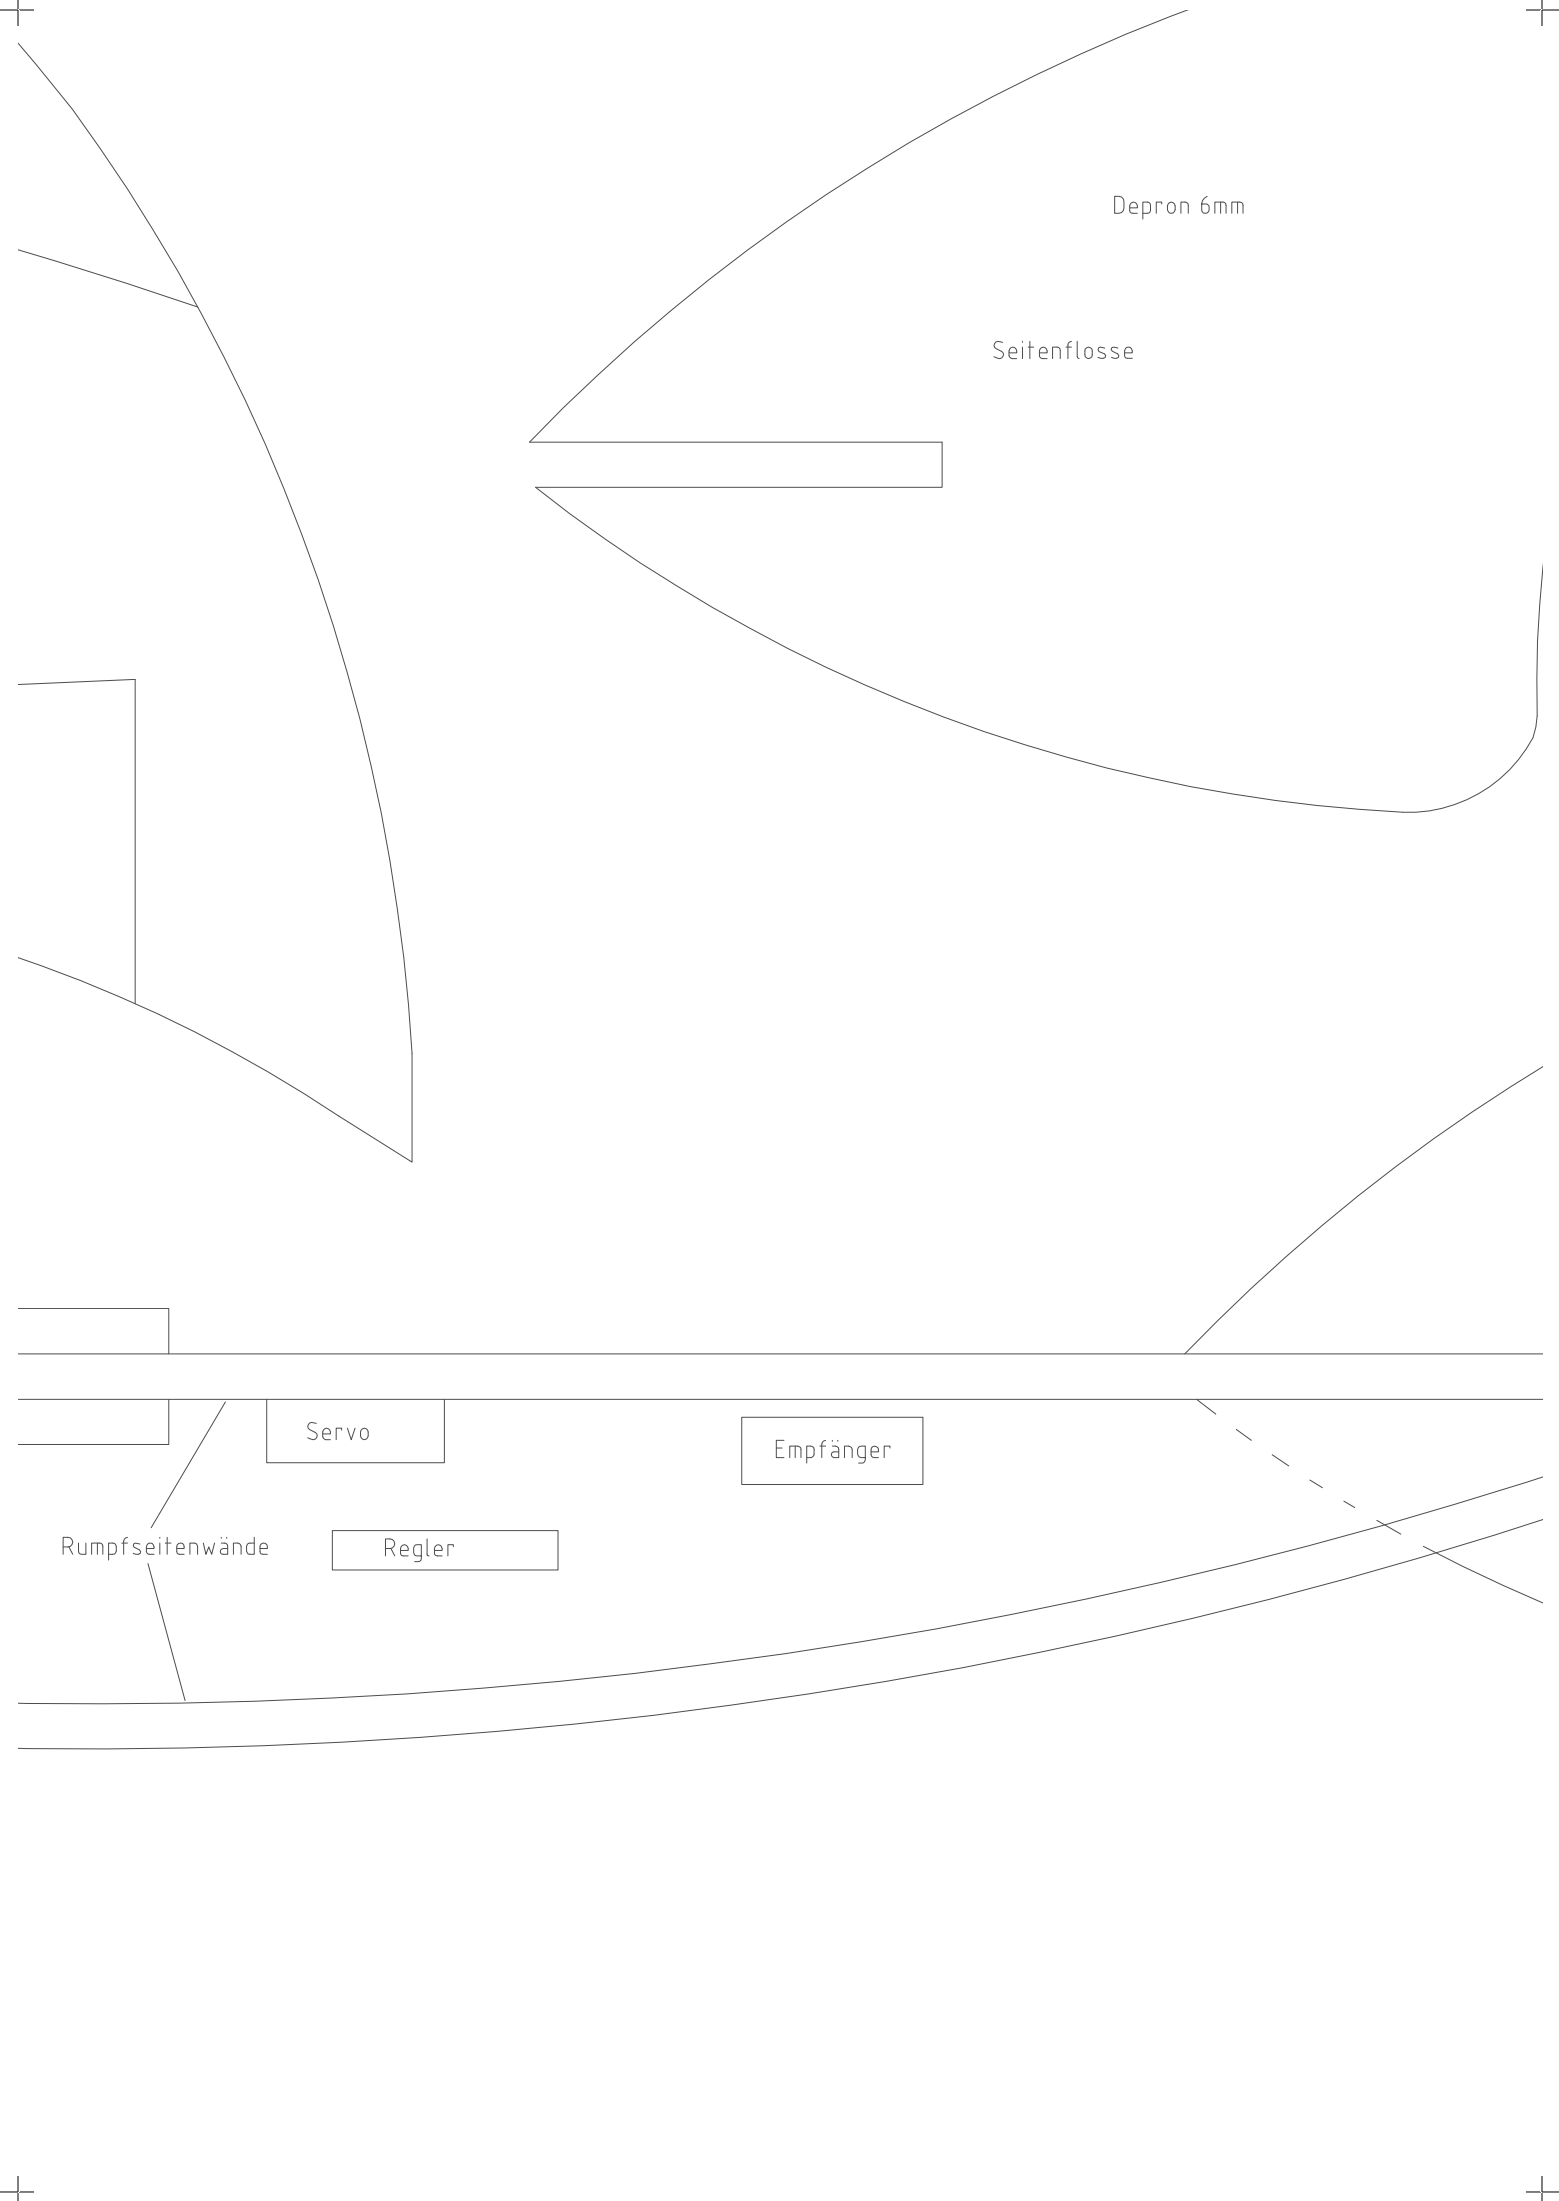 Depron 6mm
Seitenflosse
Servo
Empfänger
Rumpfseitenwände
Regler